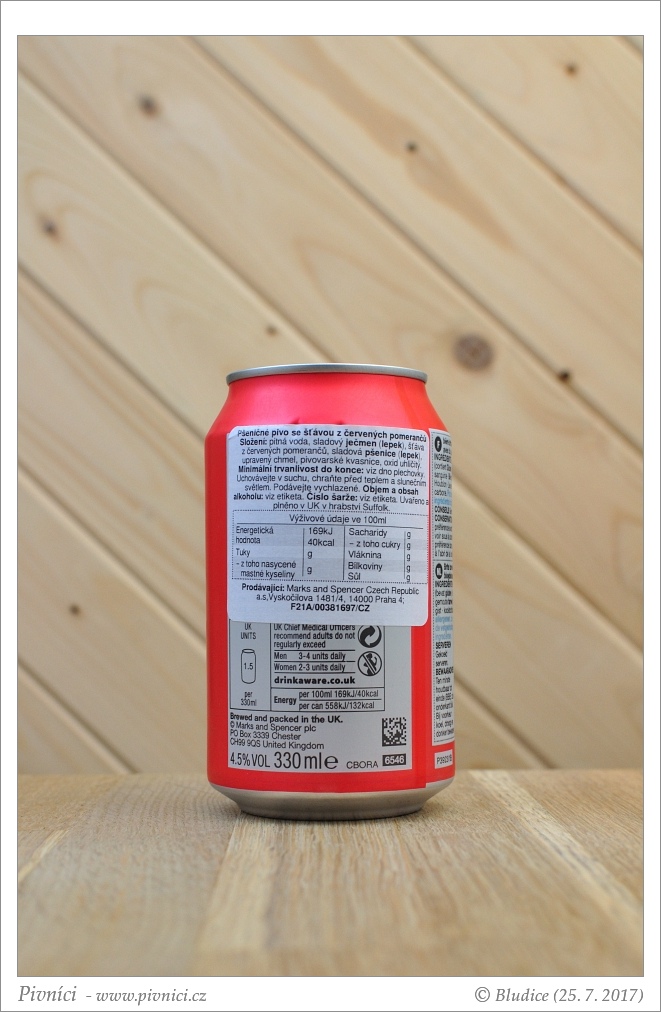 Pšeničné pivo se šťávou z červených pomerančů
Složení: pitná voda, sladový ječmen (lepek), šťáva
z červených pomerančů, sladová pšenice (lepek),
upravený chmel, pivovarské kvasnice, oxid uhličitý.
Minimální trvanlivost do konce: viz dno plechovky.
Uchovávejte v suchu, chraňte před teplem a slunečním
světlem. Podávejte vychlazené. Objem a obsah
alkoholu: viz etiketa. Číslo šarže: viz etiketa. Uvařeno a
plněno v UK v hrabství Suffolk.
Výživové údaje ve 100ml
Energetická hodnota 169kJ 40kcal
Tuky g
- z toho nasycené mastné kyseliny g
Sacharidy g
– z toho cukry g
Vláknina g
Bílkoviny g
Sůl g
Prodávající: Marks and Spencer Czech Republic
a.s,Vyskočilova 1481/4, 14000 Praha 4;
F21A/00381697/CZ
UK
UNITS
1.5
per
330ml
UK Chief Medical Officers
recommend adults do not
regularly exceed
Men 3-4 units daily
Women 2-3 units daily
drinkaware.co.uk
Energy
per 100ml 169kJ/40kcal
per can 558kJ/132kcal
Brewed and packed in the UK.
© Marks and Spencer plc
PO Box 3339 Chester
CH99 9QS United Kingdom
4.5% VOL 330 ml e CBORA 6546
Pivníci - www.pivnici.cz
© Bludice (25. 7. 2017)